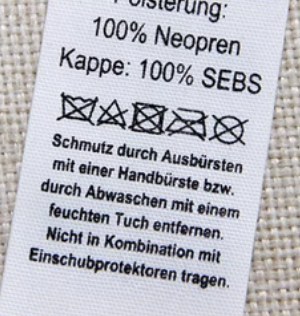 Polsterung:
100% Neopren
Kappe: 100% SEBS
Schmutz durch Ausbürsten
mit einer Handbürste bzw.
durch Abwaschen mit einem
feuchten Tuch entfernen.
Nicht in Kombination mit
Einschubprotektoren tragen.